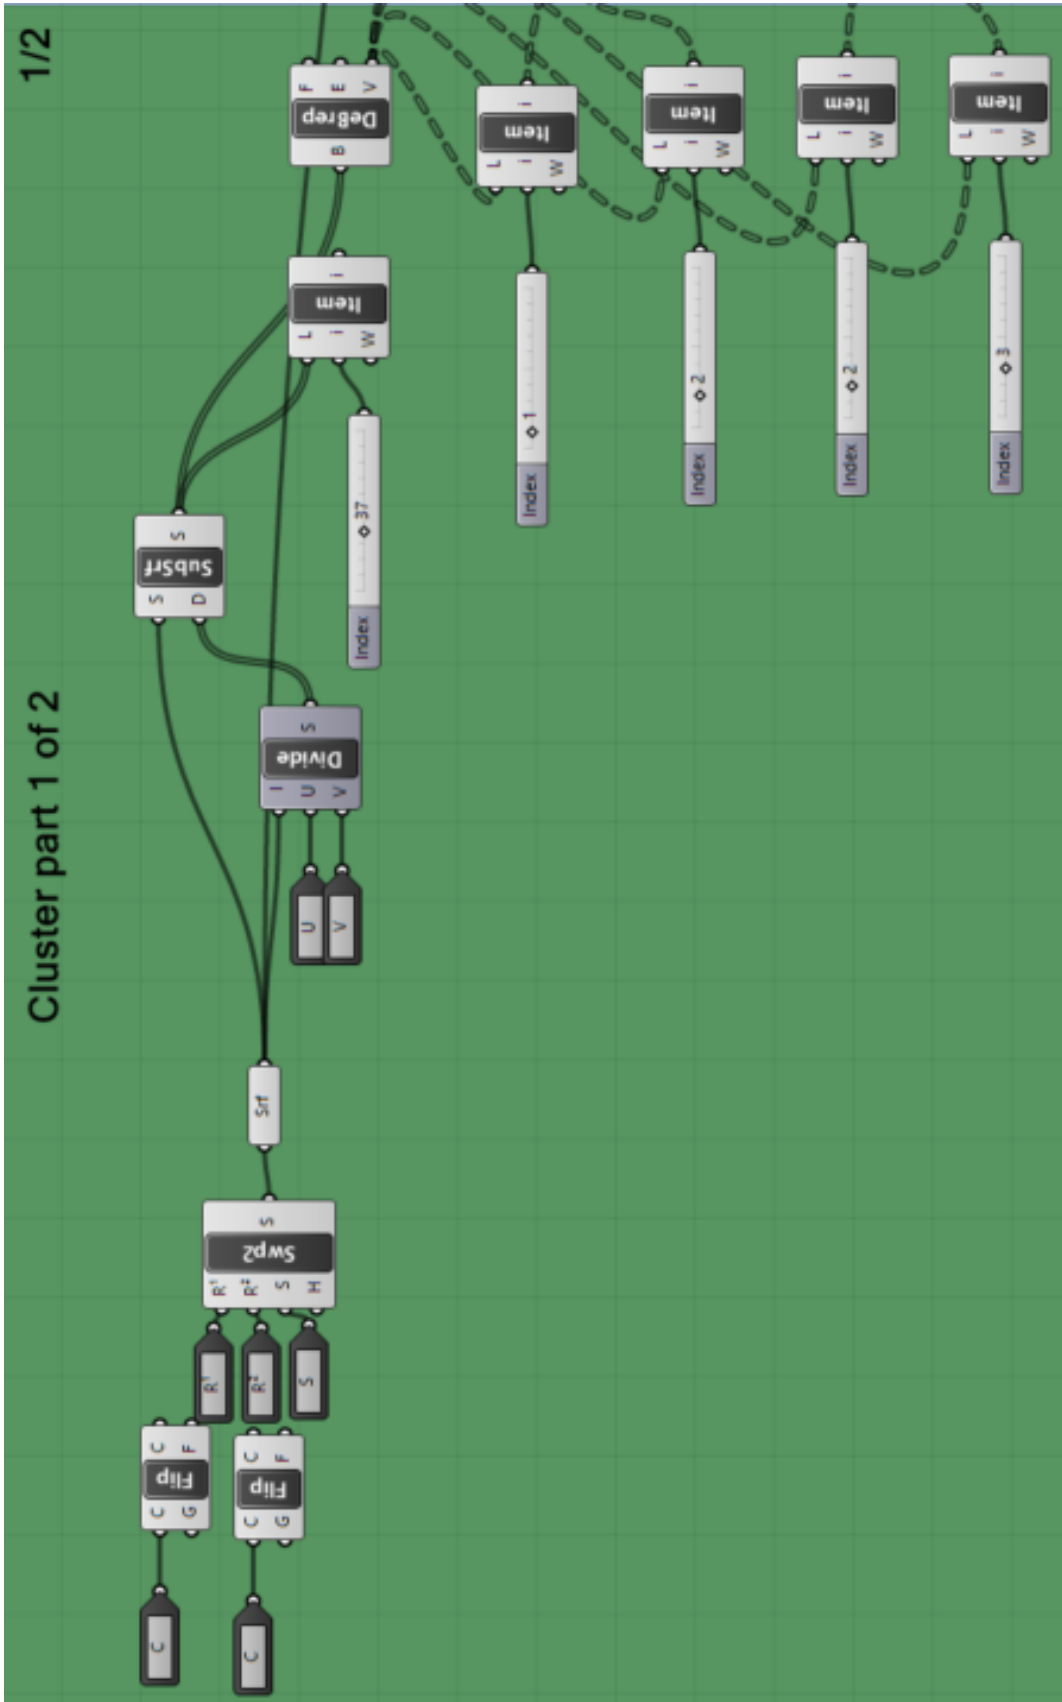 Cluster part 1 of 2
1/2
C
C
G
Flip
C
F
C
C
G
Flip
C
F
R¹
R²
S
R¹
R²
S
H
Swp2
S
Srf
U
V
I
U
V
Divide
S
S
D
SubSrf
S
Index
37
L
i
W
Item
i
B
DeBrep
F
E
V
Index
1
L
i
W
Item
i
Index
2
L
i
W
Item
i
Index
2
L
i
W
Item
i
Index
3
L
i
W
Item
i